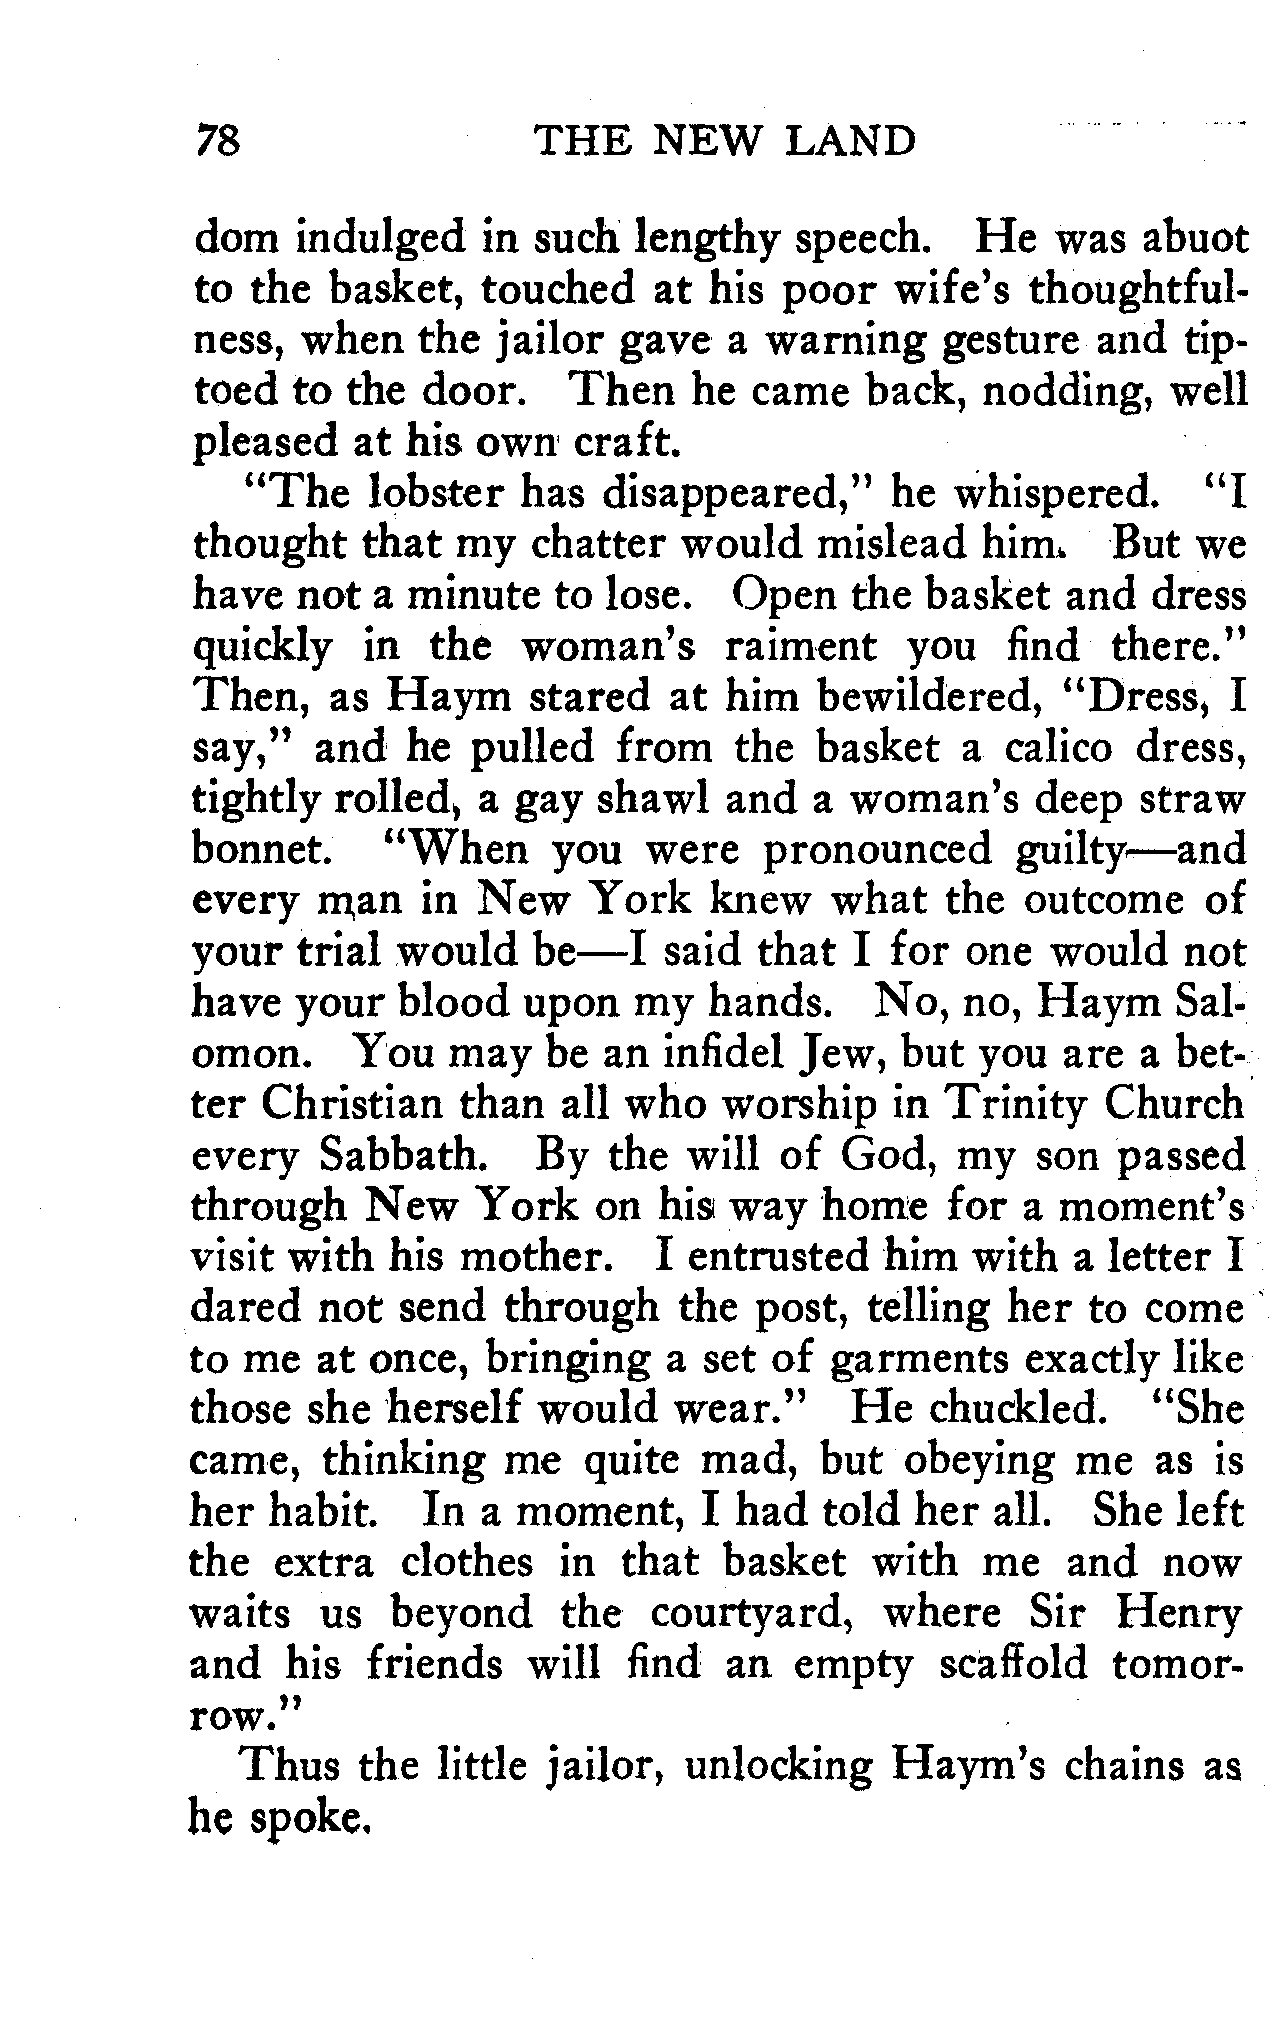 78 THE NEW LAND
dom indulged in such lengthy speech. He was abuot
to the basket, touched at his poor wife's thoughtful-
ness, when the jailor gave a warning gesture and tip-
toed to the door. Then he came back, nodding, well
pleased at his own craft.
"The lobster has disappeared," he whispered. "I
thought that my chatter would mislead him. But we
have not a minute to lose. Open the basket and dress
quickly in the woman's raiment you find there."
Then, as Haym stared at him bewildered, "Dress, I
say," and he pulled from the basket a calico dress,
tightly rolled, a gay shawl and a woman's deep straw
bonnet. "When you were pronounced guilty—and
every man in New York knew what the outcome of
your trial would be—I said that I for one would not
have your blood upon my hands. No, no, Haym Sal-
omon. You may be an infidel Jew, but you are a bet-
ter Christian than all who worship in Trinity Church
every Sabbath. By the will of God, my son passed
through New York on his way home for a moment's
visit with his mother. I entrusted him with a letter I
dared not send through the post, telling her to come
to me at once, bringing a set of garments exactly like
those she herself would wear." He chuckled. "She
came, thinking me quite mad, but obeying me as is
her habit. In a moment, I had told her all. She left
the extra clothes in that basket with me and now
waits us beyond the courtyard, where Sir Henry
and his friends will find an empty scaffold tomor-
row."
Thus the little jailor, unlocking Haym's chains as
he spoke.